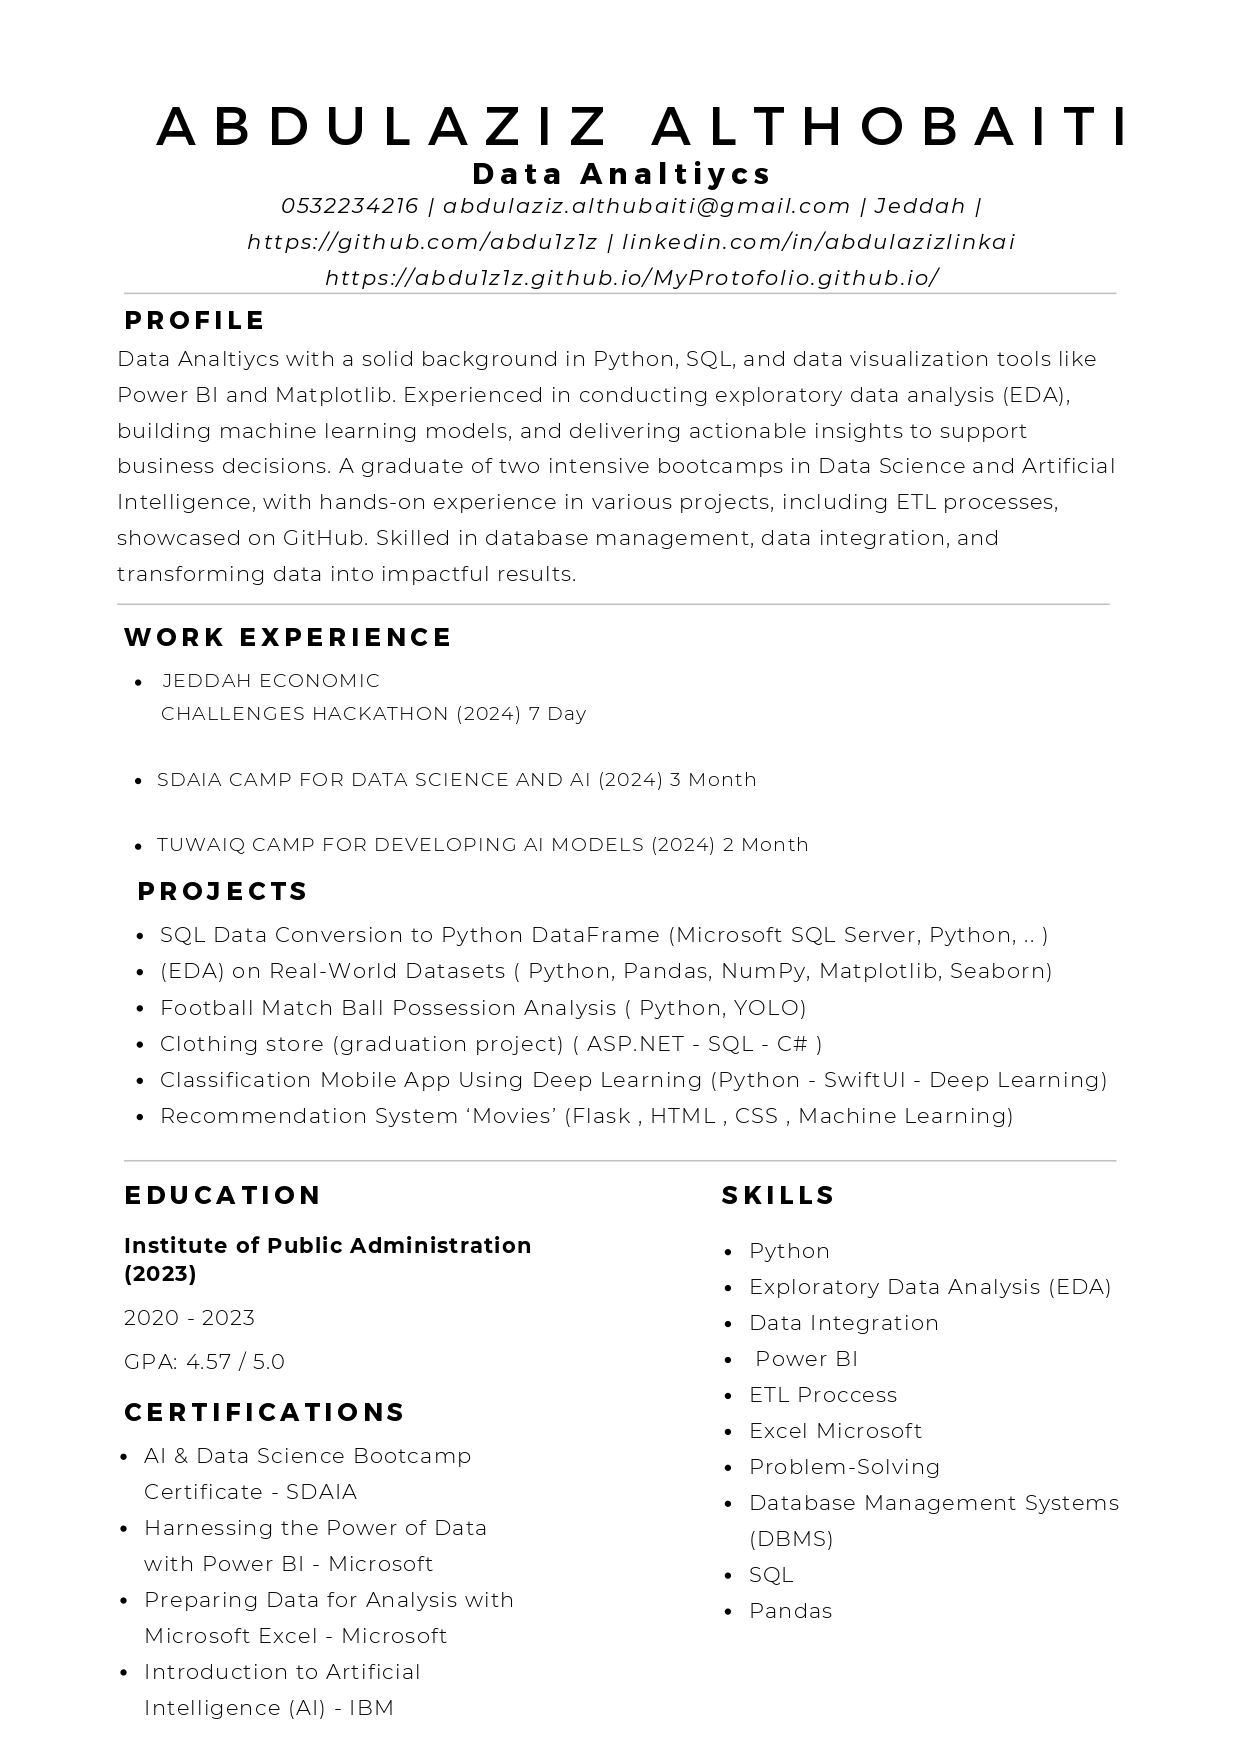 ABDULAZIZ ALTHOBAITI
Data Analtiycs
0532234216 | abdulaziz.althubaiti@gmail.com | Jeddah |
https://github.com/abdu1z1z | linkedin.com/in/abdulazizlinkai
https://abdu1z1z.github.io/MyProtofolio.github.io/
PROFILE
Data Analtiycs with a solid background in Python, SQL, and data visualization tools like
Power BI and Matplotlib. Experienced in conducting exploratory data analysis (EDA),
building machine learning models, and delivering actionable insights to support
business decisions. A graduate of two intensive bootcamps in Data Science and Artificial
Intelligence, with hands-on experience in various projects, including ETL processes,
showcased on GitHub. Skilled in database management, data integration, and
transforming data into impactful results.
WORK EXPERIENCE
• JEDDAH ECONOMIC
CHALLENGES HACKATHON (2024) 7 Day
• SDAIA CAMP FOR DATA SCIENCE AND AI (2024) 3 Month
• TUWAIQ CAMP FOR DEVELOPING AI MODELS (2024) 2 Month
PROJECTS
• SQL Data Conversion to Python DataFrame (Microsoft SQL Server, Python, .. )
• (EDA) on Real-World Datasets ( Python, Pandas, NumPy, Matplotlib, Seaborn)
• Football Match Ball Possession Analysis ( Python, YOLO)
• Clothing store (graduation project) ( ASP.NET - SQL - C# )
• Classification Mobile App Using Deep Learning (Python - SwiftUI - Deep Learning)
• Recommendation System ‘Movies’ (Flask , HTML , CSS , Machine Learning)
EDUCATION
Institute of Public Administration
(2023)
2020 - 2023
GPA: 4.57 / 5.0
CERTIFICATIONS
• AI & Data Science Bootcamp
Certificate - SDAIA
• Harnessing the Power of Data
with Power BI - Microsoft
• Preparing Data for Analysis with
Microsoft Excel - Microsoft
• Introduction to Artificial
Intelligence (AI) - IBM
SKILLS
• Python
• Exploratory Data Analysis (EDA)
• Data Integration
• Power BI
• ETL Proccess
• Excel Microsoft
• Problem-Solving
• Database Management Systems
(DBMS)
• SQL
• Pandas